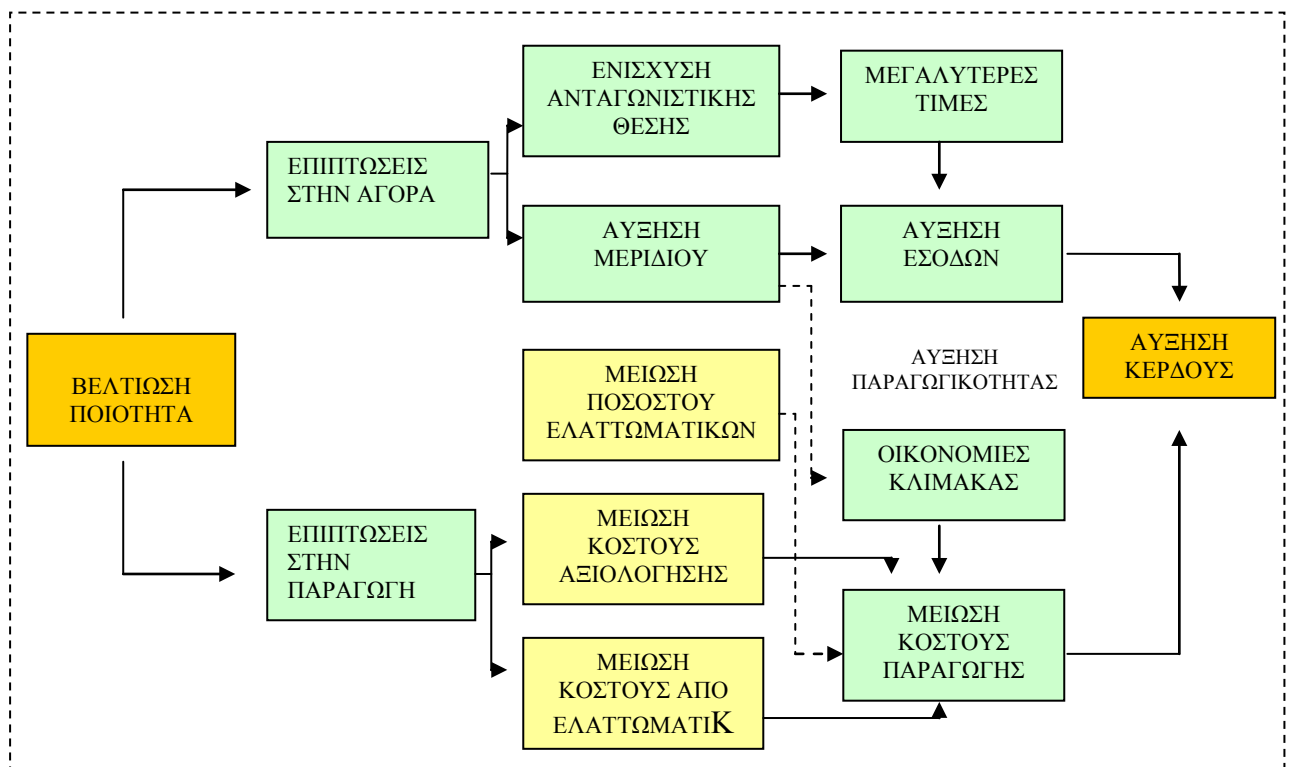 ΕΝΙΣΧΥΣΗ
ΑΝΤΑΓΩΝΙΣΤΙΚΗΣ
ΘΕΣΗΣ
ΜΕΓΑΛΥΤΕΡΕΣ
ΤΙΜΕΣ
ΕΠΙΠΤΩΣΕΙΣ
ΣΤΗΝ ΑΓΟΡΑ
ΑΥΞΗΣΗ
ΜΕΡΙΔΙΟΥ
ΑΥΞΗΣΗ
ΕΣΟΔΩΝ
ΒΕΛΤΙΩΣΗ
ΠΟΙΟΤΗΤΑ
ΜΕΙΩΣΗ
ΠΟΣΟΣΤΟΥ
ΕΛΑΤΤΩΜΑΤΙΚΩΝ
ΑΥΞΗΣΗ
ΠΑΡΑΓΩΓΙΚΟΤΗΤΑΣ
ΑΥΞΗΣΗ
ΚΕΡΔΟΥΣ
ΟΙΚΟΝΟΜΙΕΣ
ΚΛΙΜΑΚΑΣ
ΕΠΙΠΤΩΣΕΙΣ
ΣΤΗΝ
ΠΑΡΑΓΩΓΗ
ΜΕΙΩΣΗ
ΚΟΣΤΟΥΣ
ΑΞΙΟΛΟΓΗΣΗΣ
ΜΕΙΩΣΗ
ΚΟΣΤΟΥΣ
ΠΑΡΑΓΩΓΗΣ
ΜΕΙΩΣΗ
ΚΟΣΤΟΥΣ ΑΠΟ
ΕΛΑΤΤΩΜΑΤΙΚ